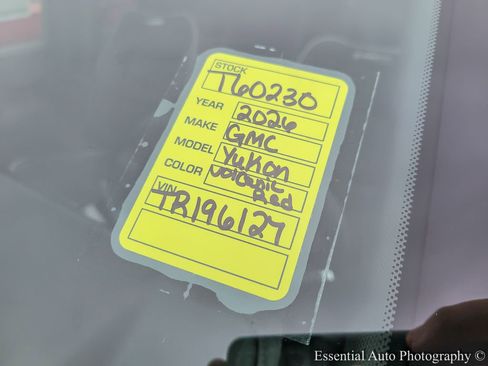 STOCK
T60230
YEAR 2026
MAKE GMC
MODEL Yukon
COLOR Volcanic
Red
VIN
TR196127
Essential Auto Photography ©